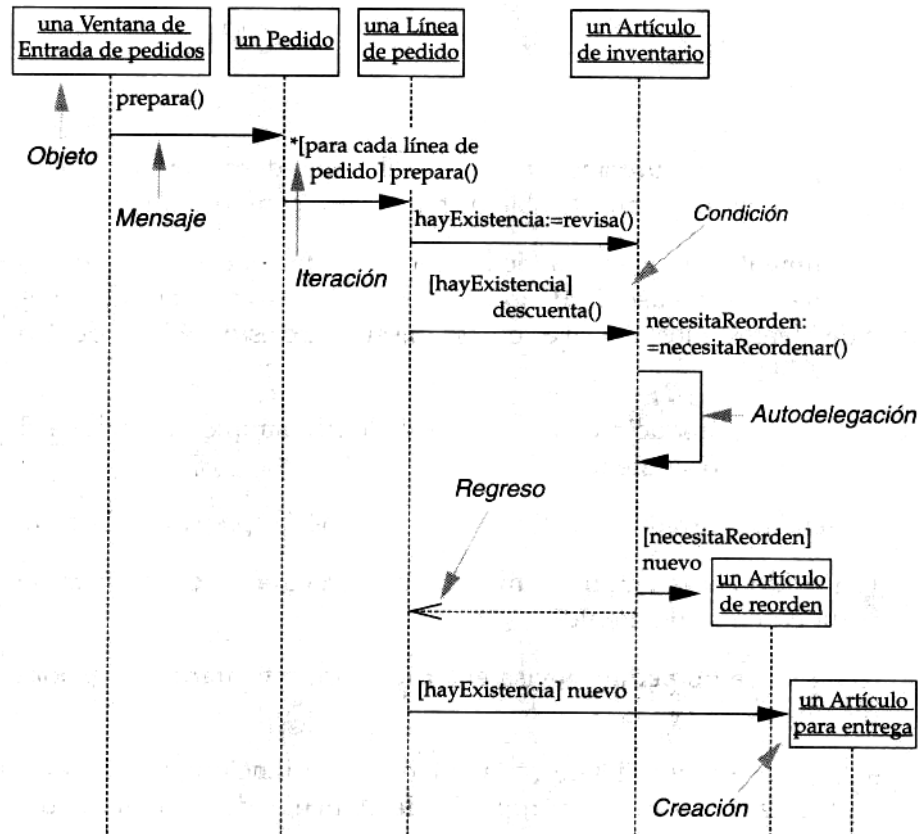 una Ventana de
Entrada de pedidos
un Pedido
una Línea
de pedido
un Artículo
de inventario
prepara()
Objeto
Mensaje
*[para cada línea de
pedido] prepara()
Iteración
hayExistencia:=revisa()
Condición
[hayExistencia]
descuenta()
necesitaReorden:
=necesitaReordenar()
Autodelegación
Regreso
[necesitaReorden]
nuevo
un Artículo
de reorden
[hayExistencia] nuevo
un Artículo
para entrega
Creación